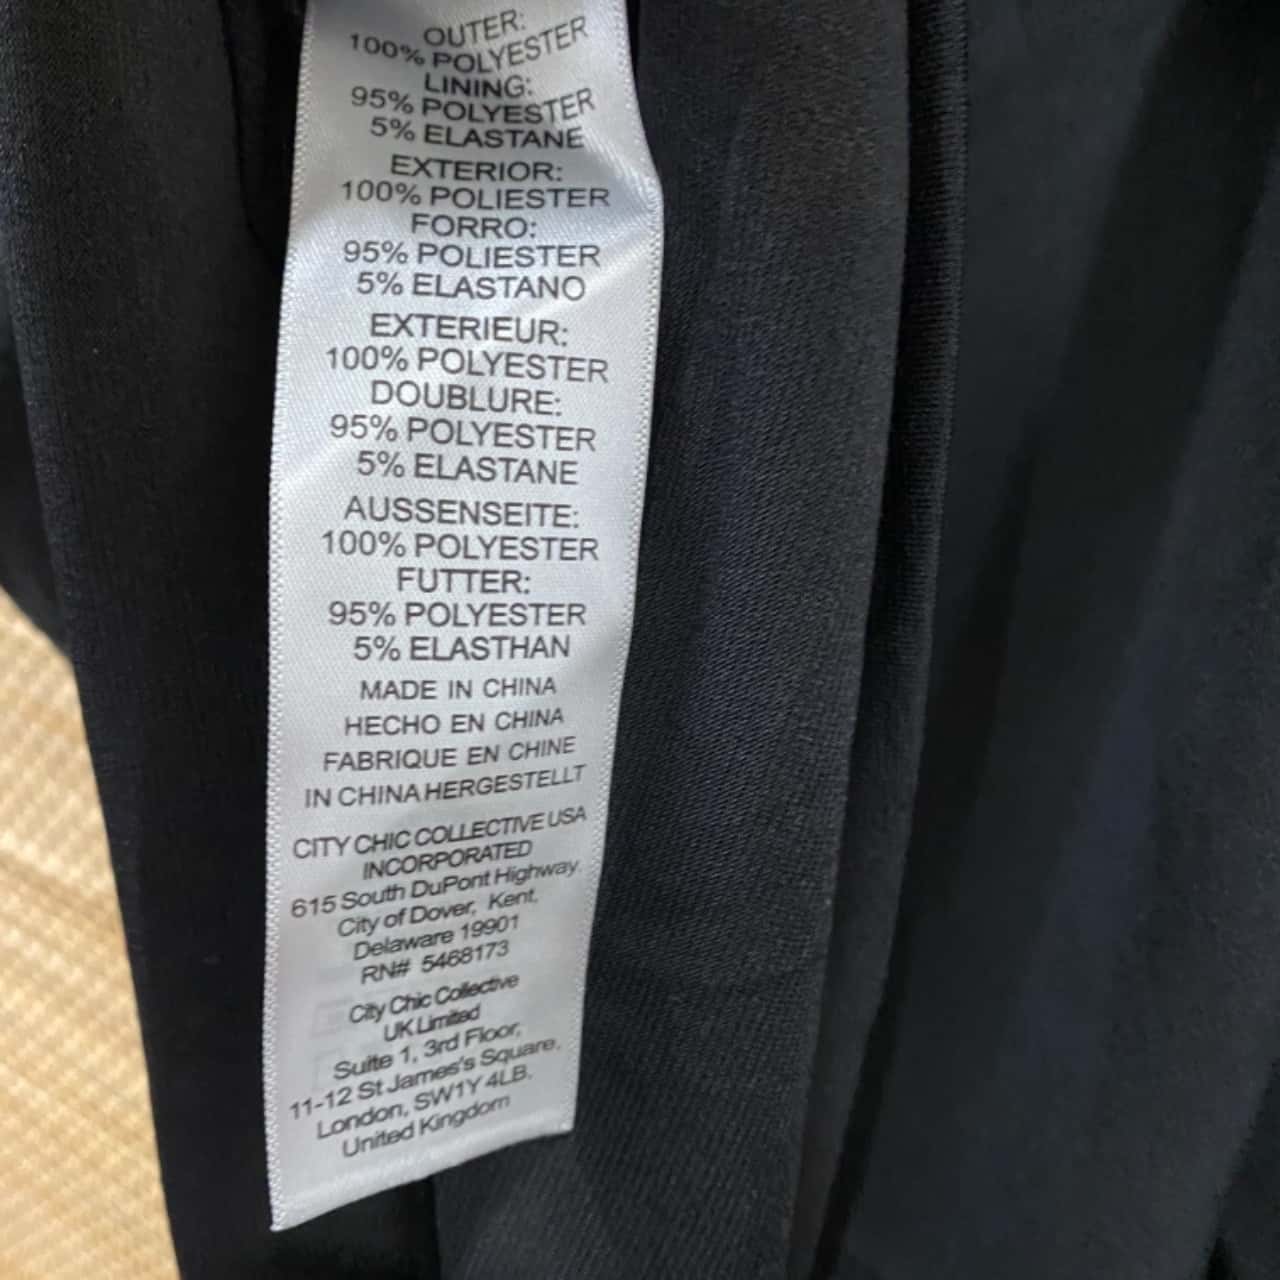 OUTER:
100% POLYESTER
LINING:
95% POLYESTER
5% ELASTANE
EXTERIOR:
100% POLIESTER
FORRO:
95% POLIESTER
5% ELASTANO
EXTERIEUR:
100% POLYESTER
DOUBLURE:
95% POLYESTER
5% ELASTANE
AUSSENSEITE:
100% POLYESTER
FUTTER:
95% POLYESTER
5% ELASTHAN
MADE IN CHINA
HECHO EN CHINA
FABRIQUE EN CHINE
IN CHINA HERGESTELLT
CITY CHIC COLLECTIVE USA
INCORPORATED
615 South DuPont Highway,
City of Dover, Kent,
Delaware 19901
RN# 5468173
City Chic Collective
UK Limited
Suite 1, 3rd Floor,
11-12 St James's Square,
London, SW1Y 4LB,
United Kingdom